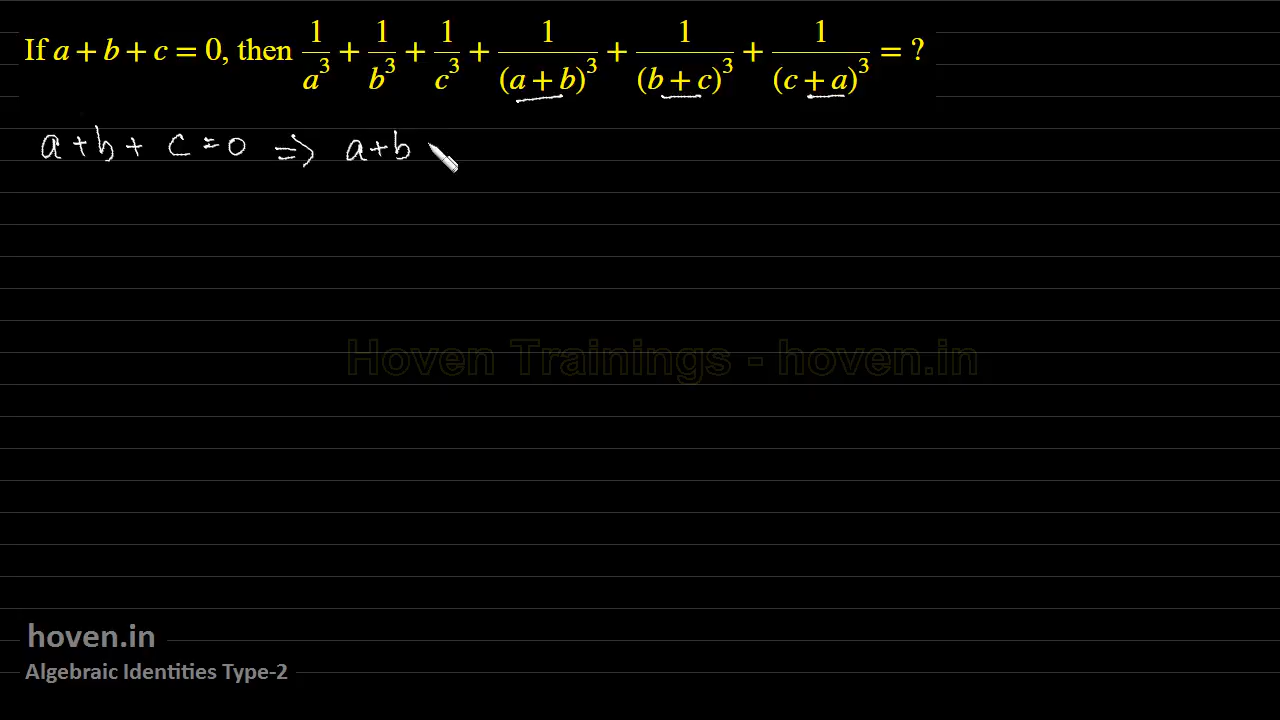 If a + b + c = 0, then 1/a³ + 1/b³ + 1/c³ + 1/(a + b)³ + 1/(b + c)³ + 1/(c + a)³ = ?
a + b + c = 0 => a + b
Hoven Trainings - hoven.in
hoven.in
Algebraic Identities Type-2